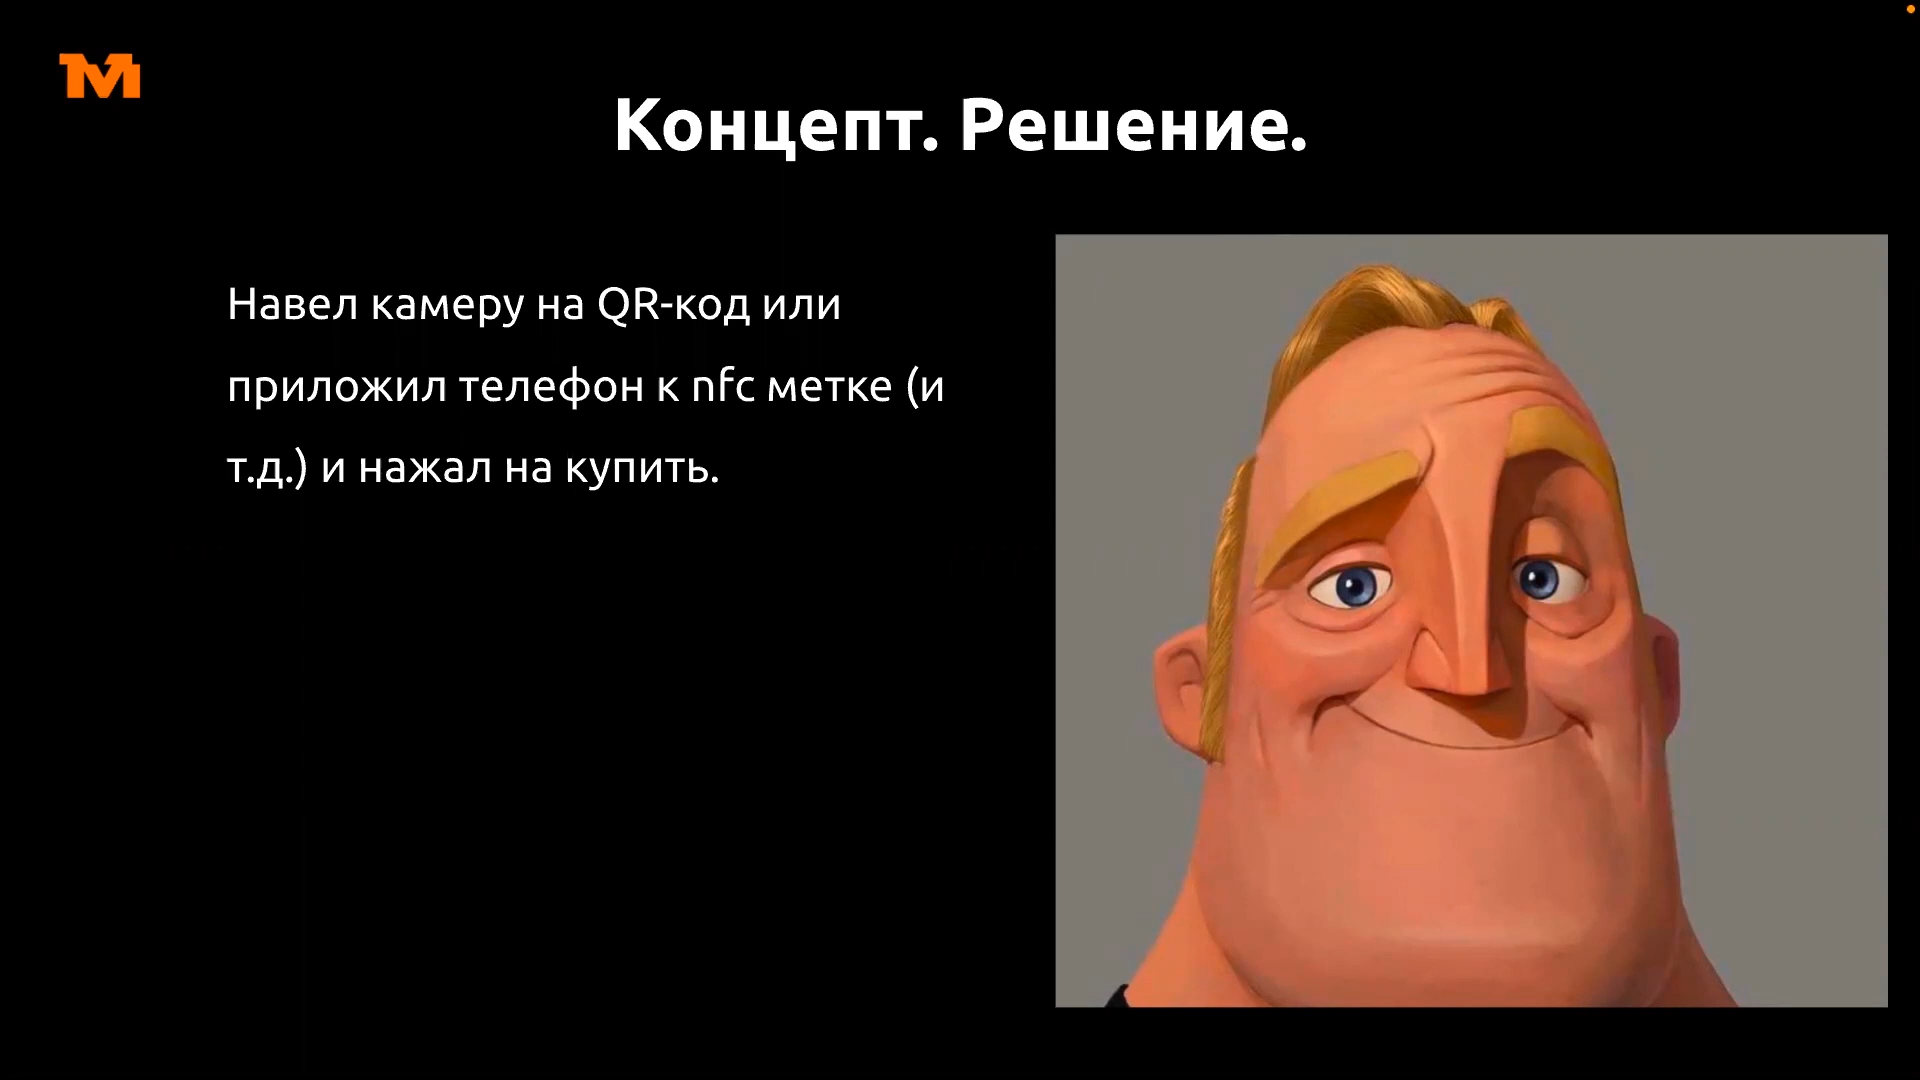 Концепт. Решение.
Навел камеру на QR-код или
приложил телефон к nfc метке (и
т.д.) и нажал на купить.